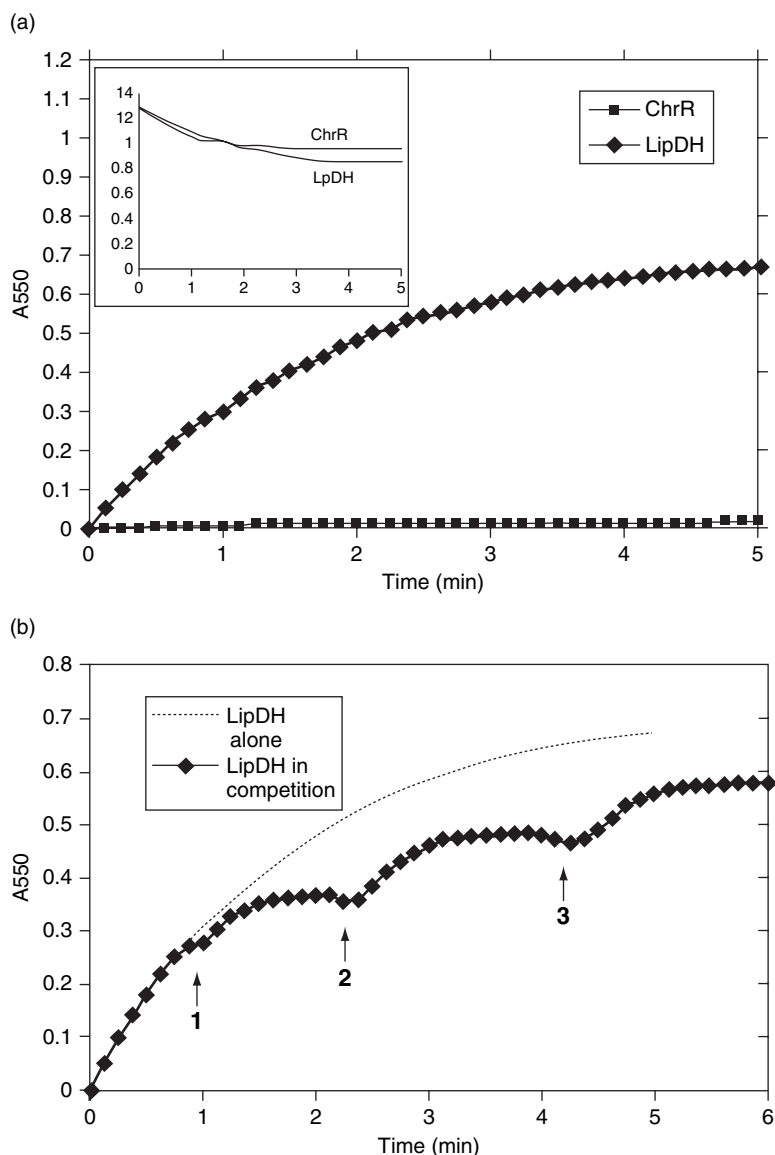 (a)
1.2
1.1
1
0.9
0.8
0.7
0.6
0.5
0.4
0.3
0.2
0.1
0
A550
0 1 2 3 4 5
Time (min)
ChrR
LipDH
14
12
1
0.8
0.6
0.4
0.2
0
0 1 2 3 4 5
ChrR
LpDH
(b)
0.8
0.7
0.6
0.5
0.4
0.3
0.2
0.1
0
A550
0 1 2 3 4 5 6
Time (min)
LipDH
alone
LipDH in
competition
1
2
3